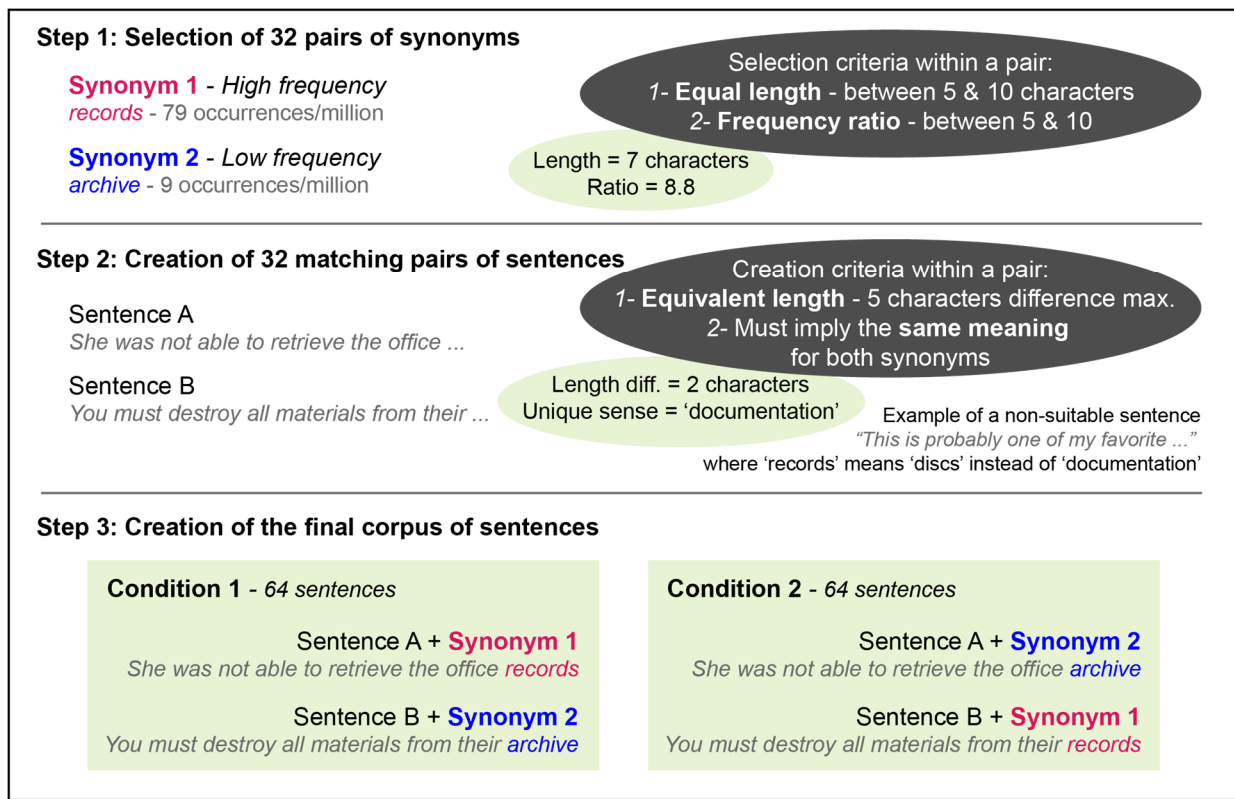 Step 1: Selection of 32 pairs of synonyms
Synonym 1 - High frequency
records - 79 occurrences/million
Synonym 2 - Low frequency
archive - 9 occurrences/million
Selection criteria within a pair:
1- Equal length - between 5 & 10 characters
2- Frequency ratio - between 5 & 10
Length = 7 characters
Ratio = 8.8
Step 2: Creation of 32 matching pairs of sentences
Sentence A
She was not able to retrieve the office ...
Sentence B
You must destroy all materials from their ...
Creation criteria within a pair:
1- Equivalent length - 5 characters difference max.
2- Must imply the same meaning
for both synonyms
Length diff. = 2 characters
Unique sense = ‘documentation’
Example of a non-suitable sentence
“This is probably one of my favorite ...”
where ‘records’ means ‘discs’ instead of ‘documentation’
Step 3: Creation of the final corpus of sentences
Condition 1 - 64 sentences
Sentence A + Synonym 1
She was not able to retrieve the office records
Sentence B + Synonym 2
You must destroy all materials from their archive
Condition 2 - 64 sentences
Sentence A + Synonym 2
She was not able to retrieve the office archive
Sentence B + Synonym 1
You must destroy all materials from their records